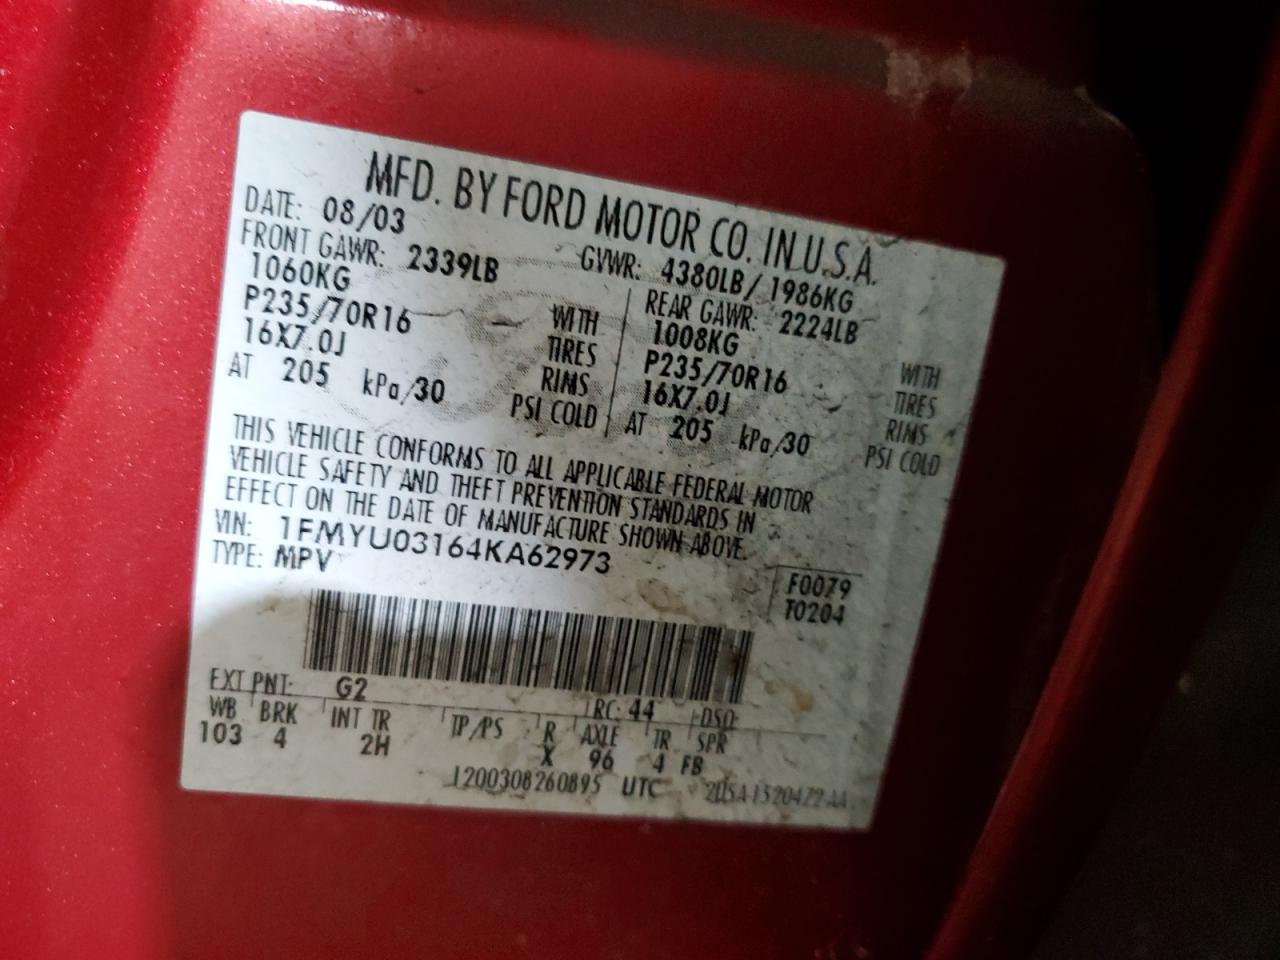 MFD. BY FORD MOTOR CO. IN U.S.A.
DATE: 08/03 GVWR: 4380LB/ 1986KG
FRONT GAWR: 2339LB REAR GAWR: 2224LB
1060KG WITH 1008KG WITH
P235/70R16 TIRES P235/70R16 TIRES
16X7.0J RIMS 16X7.0J RIMS
AT 205 kPa/30 PSI COLD AT 205 kPa/30 PSI COLD
THIS VEHICLE CONFORMS TO ALL APPLICABLE FEDERAL MOTOR
VEHICLE SAFETY AND THEFT PREVENTION STANDARDS IN
EFFECT ON THE DATE OF MANUFACTURE SHOWN ABOVE.
VIN: 1FMYU03164KA62973
TYPE: MPV
F0079
T0204
EXT PNT: G2 RC: 44 DSO:
WB BRK INT TR TP/PS R AXLE TR SPR
103 4 2H X 96 4 FB
1200308260895 UTC